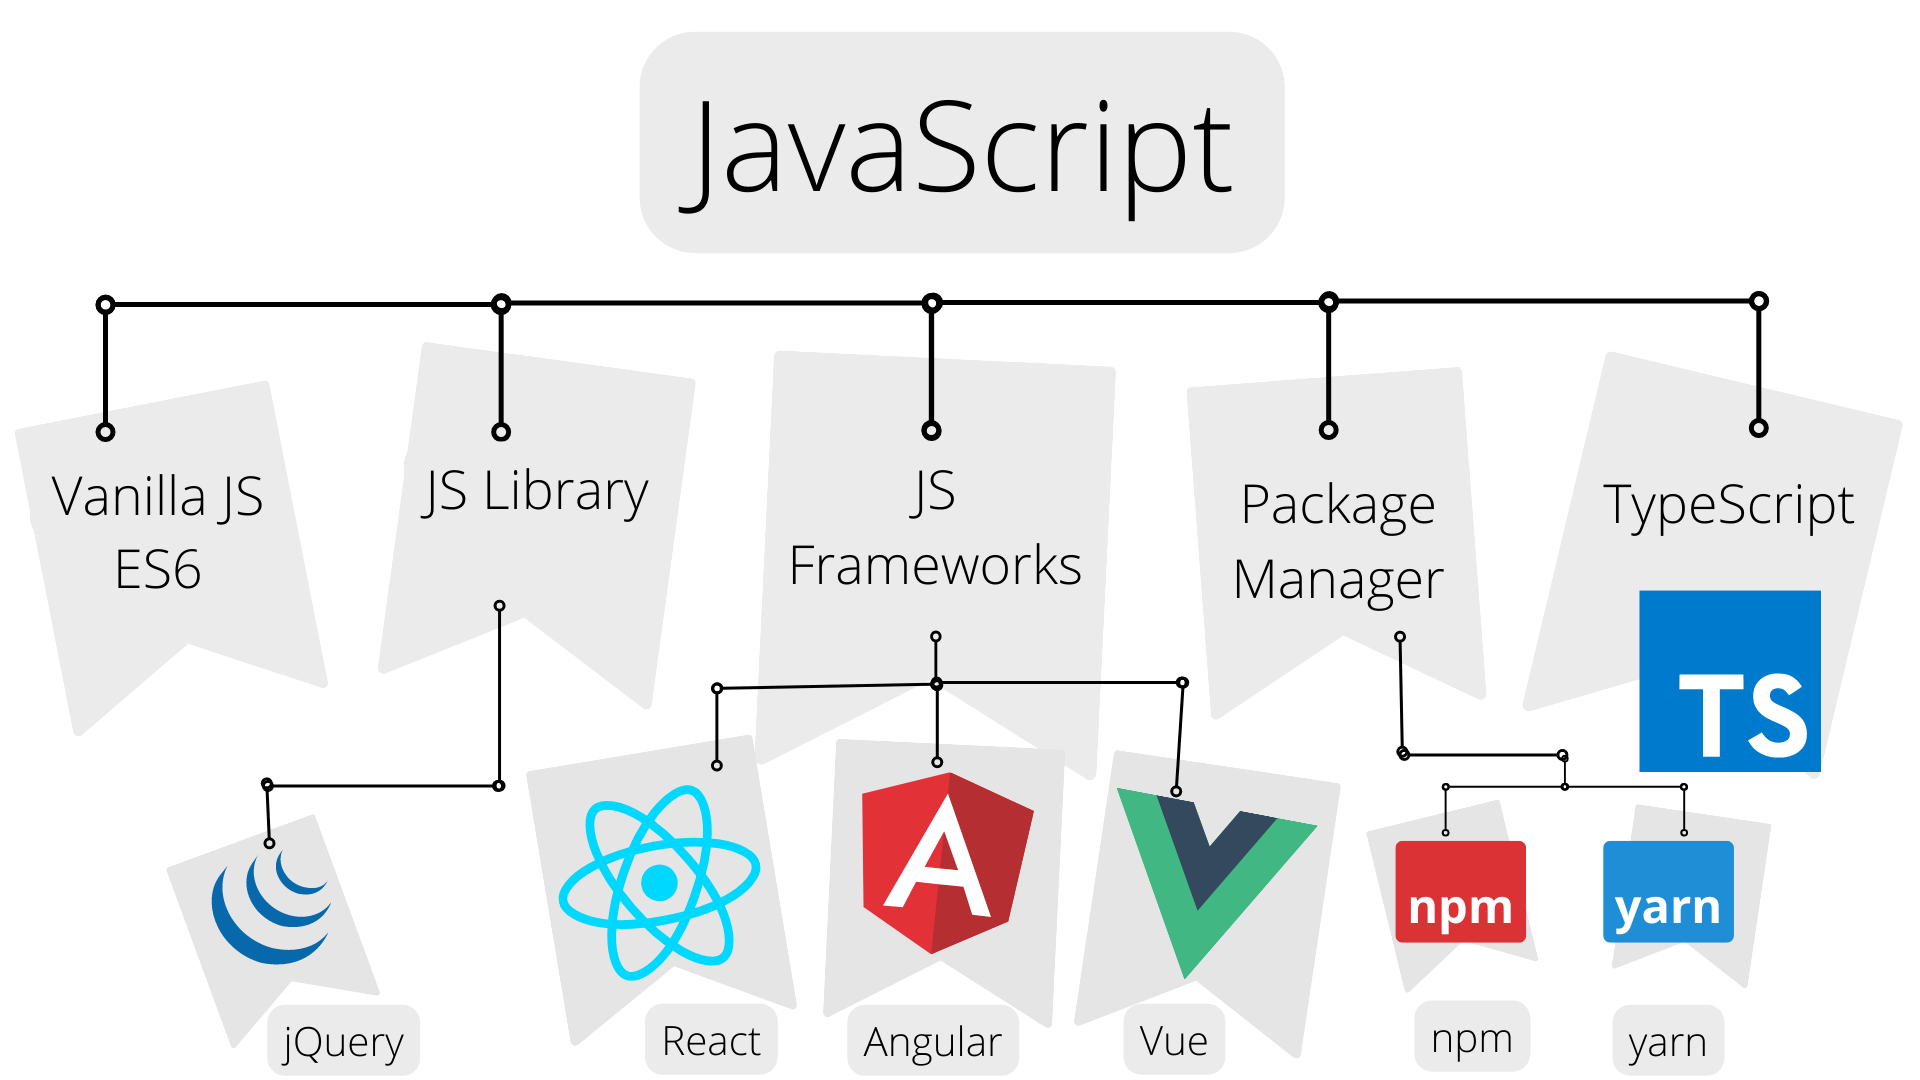 JavaScript
Vanilla JS
ES6
JS Library
JS
Frameworks
Package
Manager
TypeScript
TS
npm
yarn
jQuery
React
Angular
Vue
npm
yarn